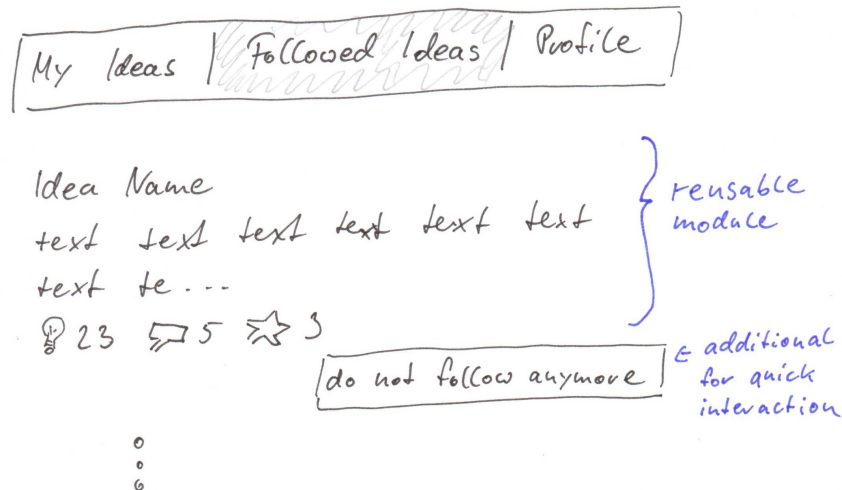 My Ideas | Followed Ideas | Profile
Idea Name
text text text text text text
text te...
23 5 3
do not follow anymore
reusable
module
additional
for quick
interaction